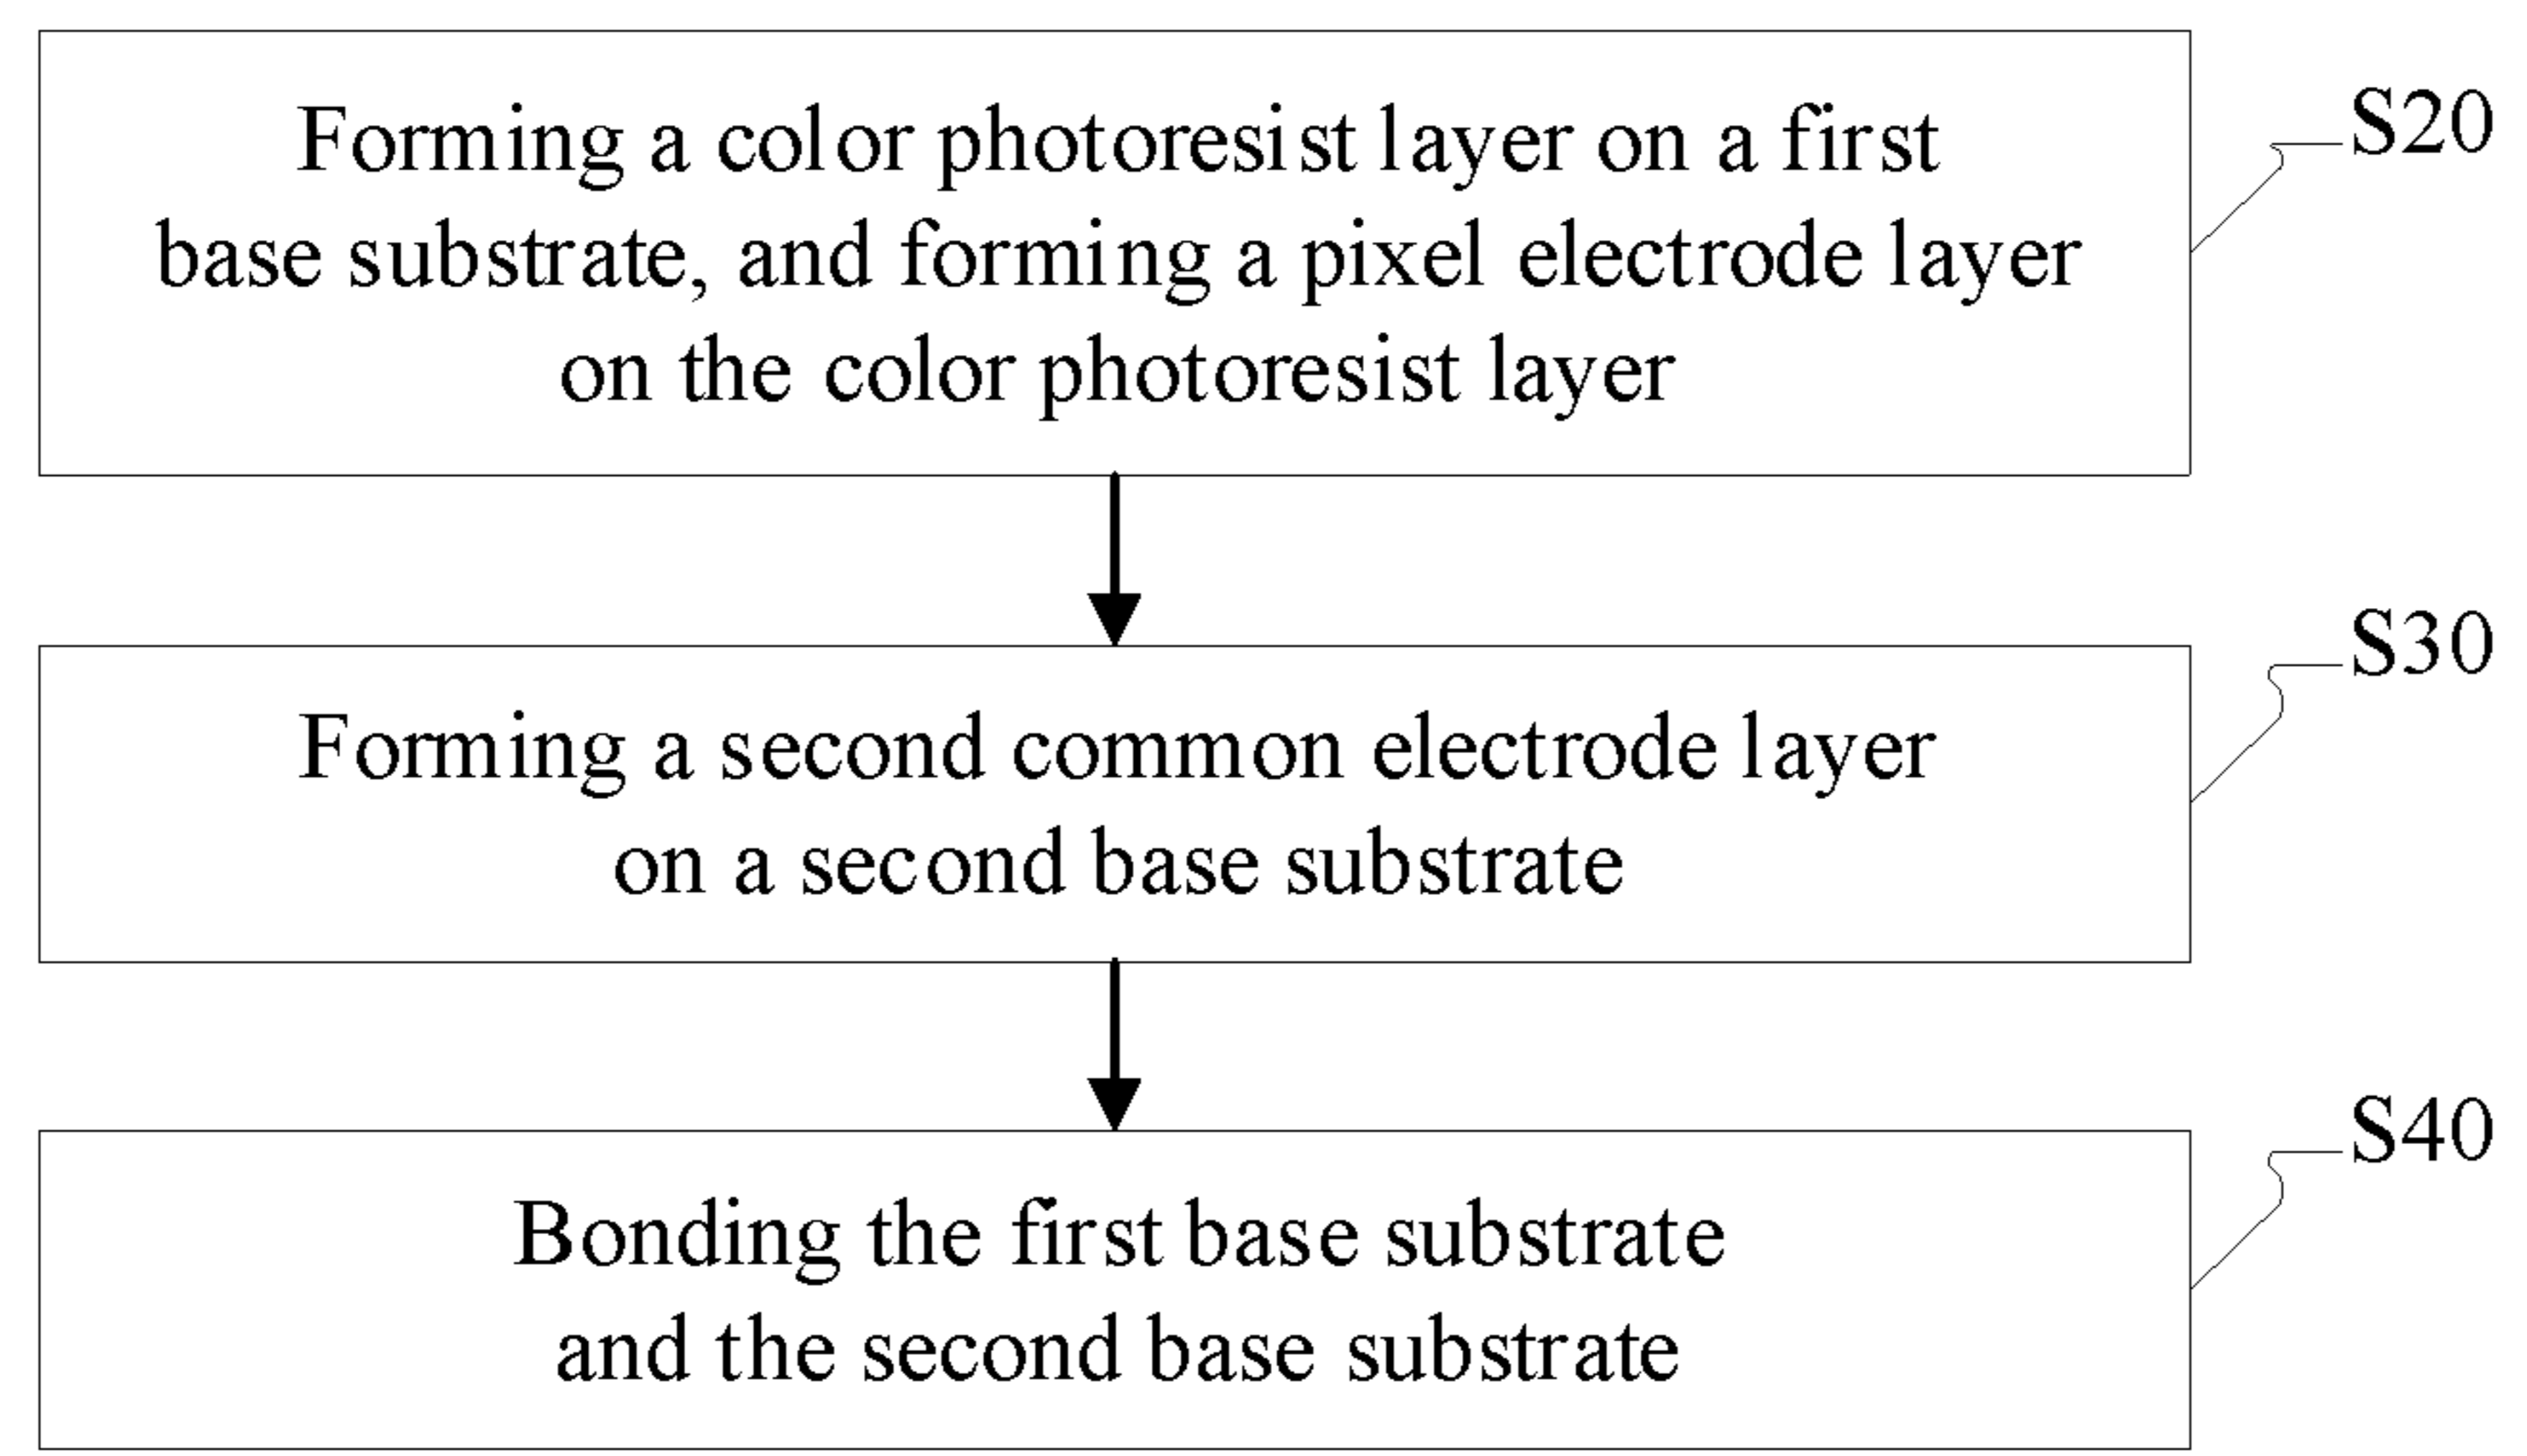 Forming a color photoresist layer on a first
base substrate, and forming a pixel electrode layer
on the color photoresist layer
S20
Forming a second common electrode layer
on a second base substrate
S30
Bonding the first base substrate
and the second base substrate
S40